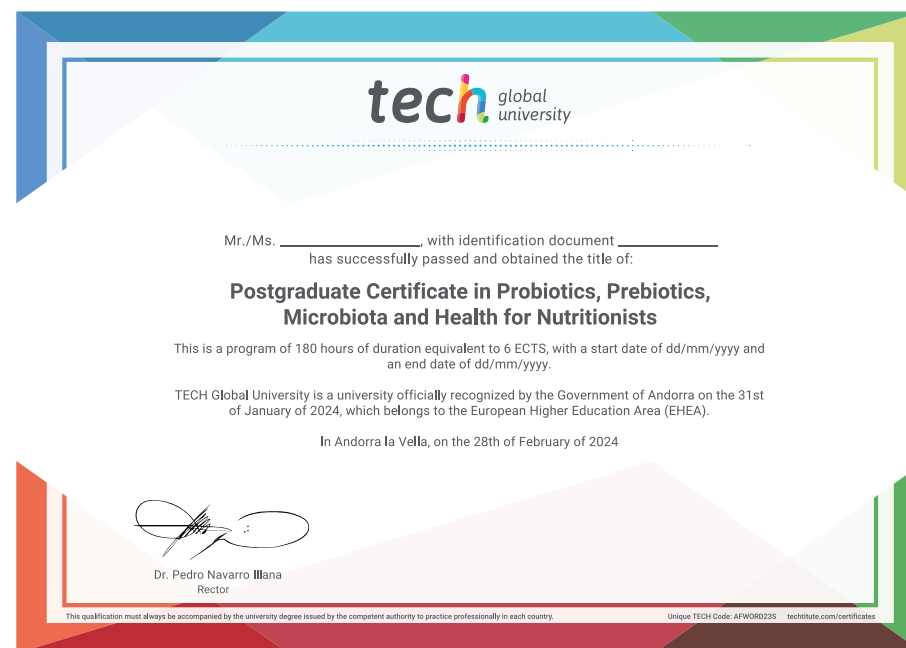 tech global
university
Mr./Ms. ____________, with identification document ____________
has successfully passed and obtained the title of:
Postgraduate Certificate in Probiotics, Prebiotics,
Microbiota and Health for Nutritionists
This is a program of 180 hours of duration equivalent to 6 ECTS, with a start date of dd/mm/yyyy and
an end date of dd/mm/yyyy.
TECH Global University is a university officially recognized by the Government of Andorra on the 31st
of January of 2024, which belongs to the European Higher Education Area (EHEA).
In Andorra la Vella, on the 28th of February of 2024
Dr. Pedro Navarro Illana
Rector
This qualification must always be accompanied by the university degree issued by the competent authority to practice professionally in each country.
Unique TECH Code: AFWORD23S techtitute.com/certificates